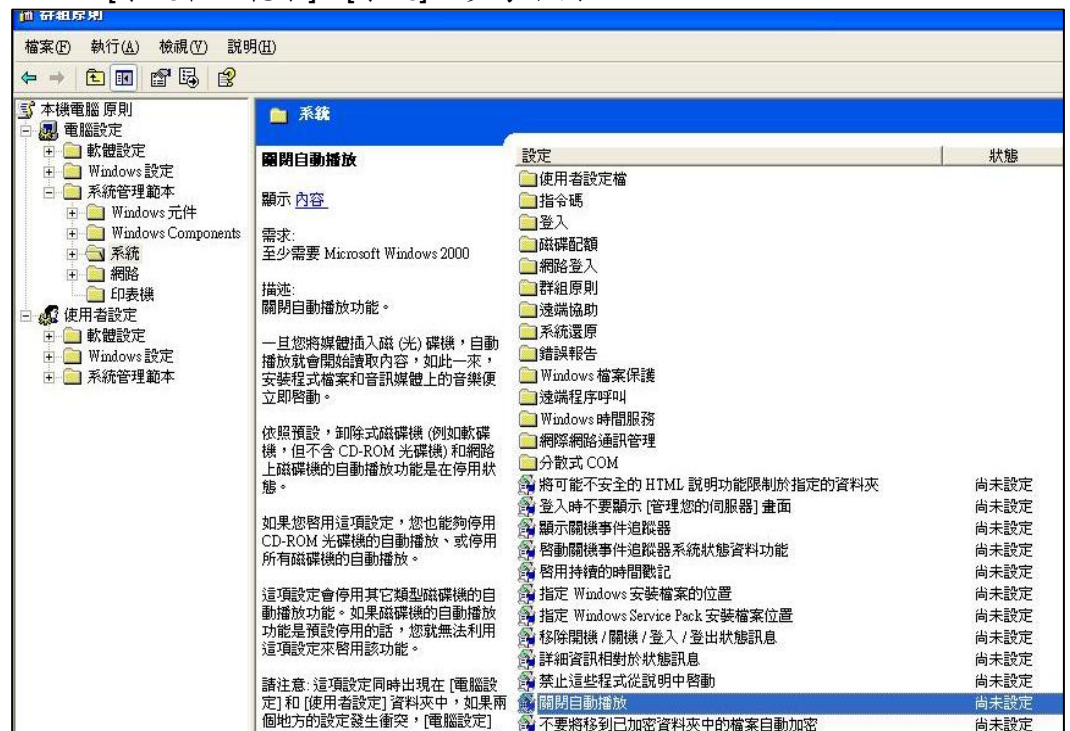 群組原則
檔案(F) 執行(A) 檢視(V) 說明(H)
本機電腦 原則
電腦設定
軟體設定
Windows 設定
系統管理範本
Windows 元件
Windows Components
系統
網路
印表機
使用者設定
軟體設定
Windows 設定
系統管理範本
系統
關閉自動播放
顯示 內容
需求:
至少需要 Microsoft Windows 2000
描述:
關閉自動播放功能。
一旦您將媒體插入磁 (光) 碟機，自動
播放就會開始讀取內容，如此一來，
安裝程式檔案和音訊媒體上的音樂便
立即啓動。
依照預設，卸除式磁碟機 (例如軟碟
機，但不含 CD-ROM 光碟機) 和網路
上磁碟機的自動播放功能是在停用狀
態。
如果您啓用這項設定，您也能夠停用
CD-ROM 光碟機的自動播放、或停用
所有磁碟機的自動播放。
這項設定會停用其它類型磁碟機的自
動播放功能。如果磁碟機的自動播放
功能是預設停用的話，您就無法利用
這項設定來啓用該功能。
請注意: 這項設定同時出現在 [電腦設
定] 和 [使用者設定] 資料夾中，如果兩
個地方的設定發生衝突，[電腦設定]
設定 狀態
使用者設定檔
指令碼
登入
磁碟配額
網路登入
群組原則
遠端協助
系統還原
錯誤報告
Windows 檔案保護
遠端程序呼叫
Windows 時間服務
網際網路通訊管理
分散式 COM
將可能不安全的 HTML 說明功能限制於指定的資料夾 尚未設定
登入時不要顯示 [管理您的伺服器] 畫面 尚未設定
顯示關機事件追蹤器 尚未設定
啓動關機事件追蹤器系統狀態資料功能 尚未設定
啓用持續的時間戳記 尚未設定
指定 Windows 安裝檔案的位置 尚未設定
指定 Windows Service Pack 安裝檔案位置 尚未設定
移除開機 / 關機 / 登入 / 登出狀態訊息 尚未設定
詳細資訊相對於狀態訊息 尚未設定
禁止這些程式從說明中啓動 尚未設定
關閉自動播放 尚未設定
不要將移到已加密資料夾中的檔案自動加密 尚未設定